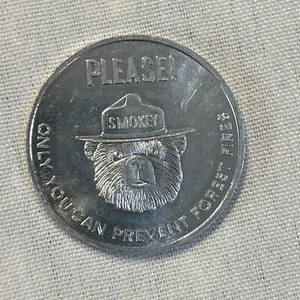 PLEASE!
SMOKEY
ONLY YOU CAN PREVENT FOREST FIRES